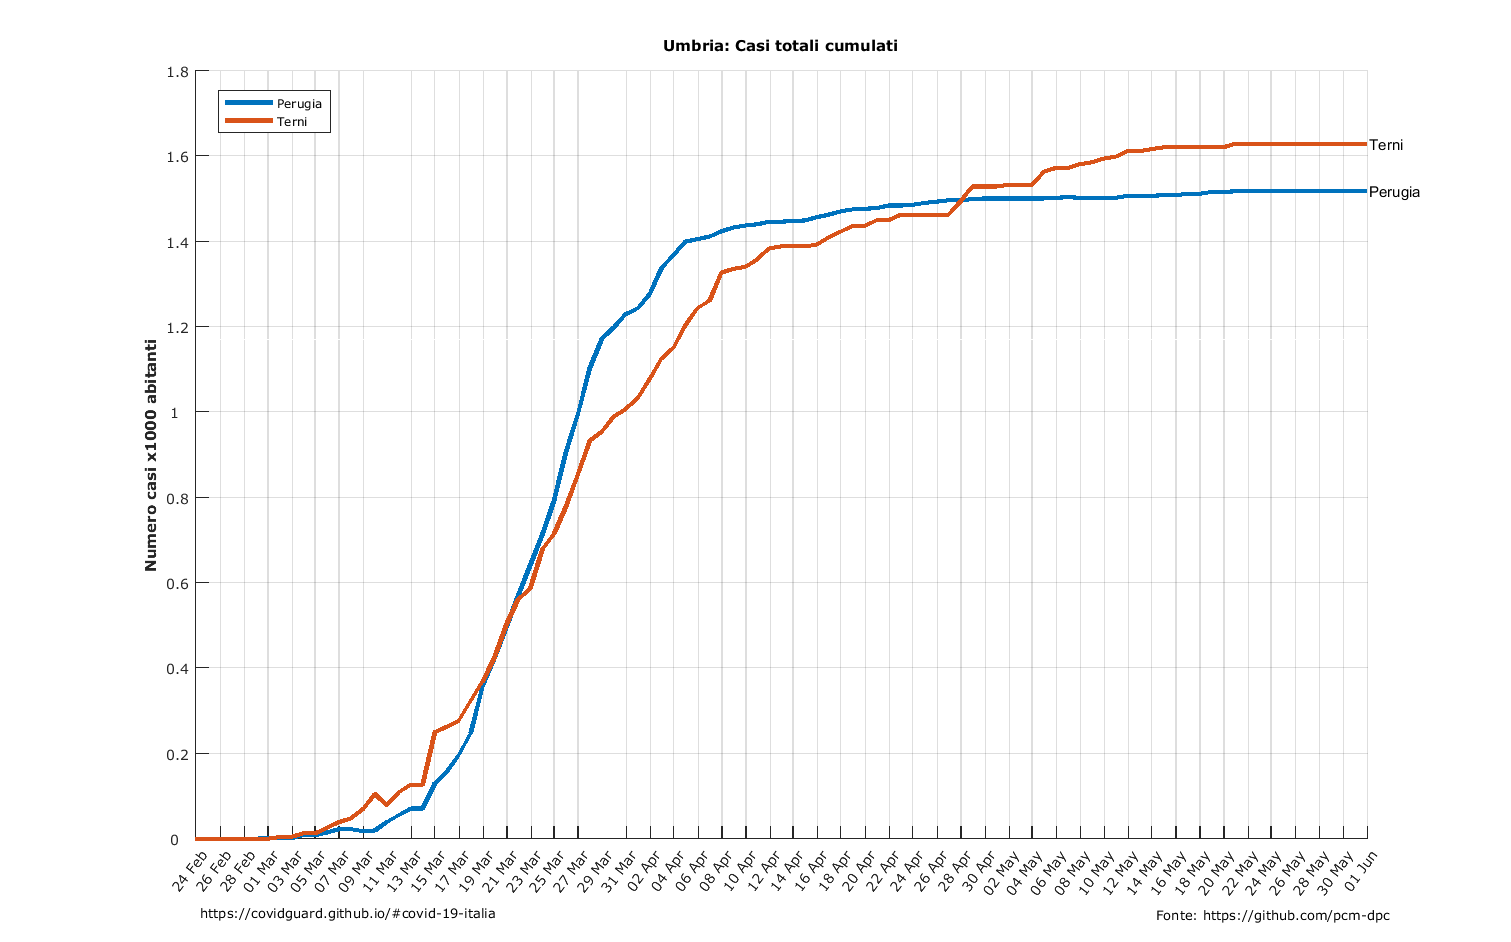 Umbria: Casi totali cumulati
Numero casi x1000 abitanti
1.8
1.6
1.4
1.2
1
0.8
0.6
0.4
0.2
0
Perugia
Terni
Terni
Perugia
24 Feb
26 Feb
28 Feb
01 Mar
03 Mar
05 Mar
07 Mar
09 Mar
11 Mar
13 Mar
15 Mar
17 Mar
19 Mar
21 Mar
23 Mar
25 Mar
27 Mar
29 Mar
31 Mar
02 Apr
04 Apr
06 Apr
08 Apr
10 Apr
12 Apr
14 Apr
16 Apr
18 Apr
20 Apr
22 Apr
24 Apr
26 Apr
28 Apr
30 Apr
02 May
04 May
06 May
08 May
10 May
12 May
14 May
16 May
18 May
20 May
22 May
24 May
26 May
28 May
30 May
01 Jun
https://covidguard.github.io/#covid-19-italia
Fonte: https://github.com/pcm-dpc